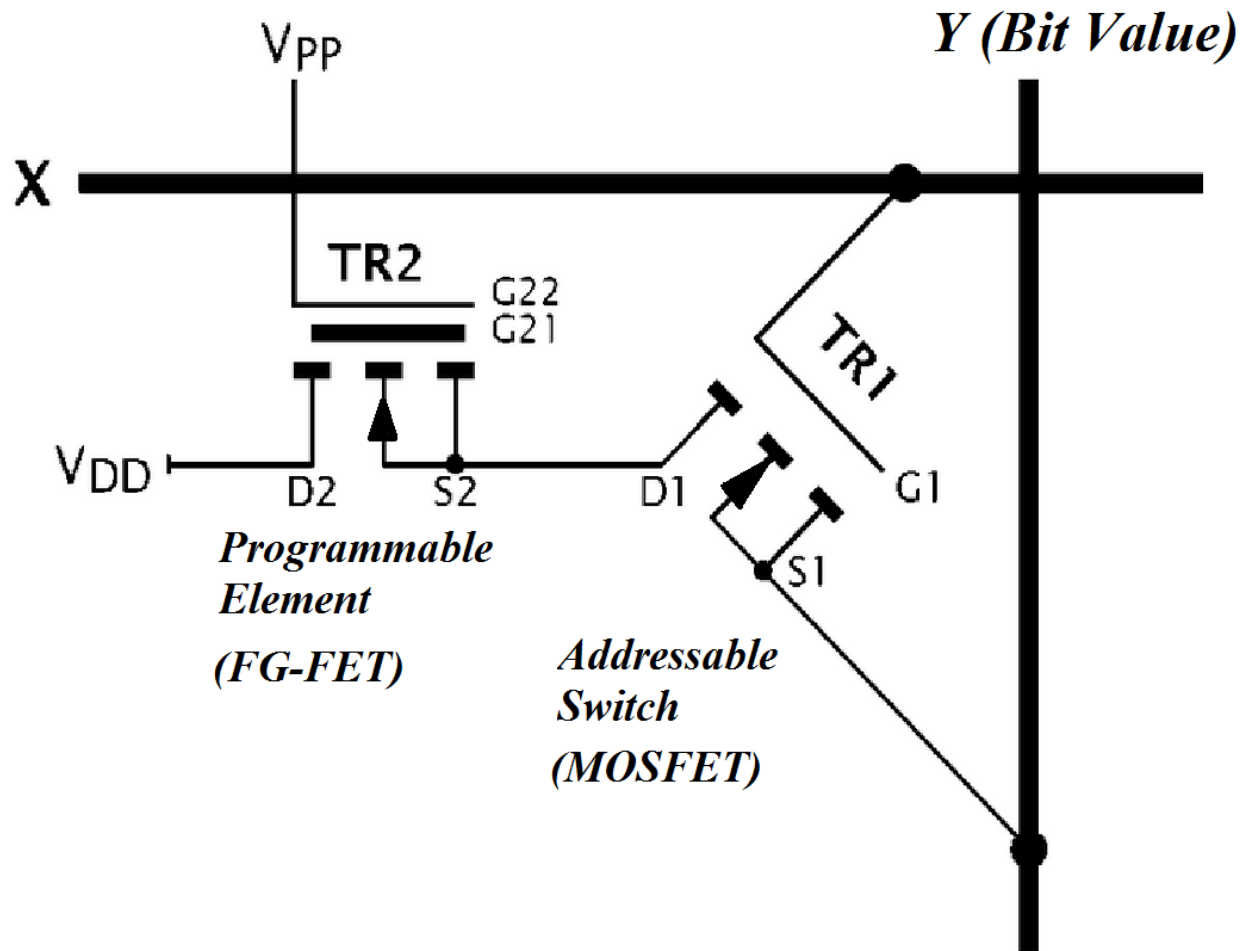 Y (Bit Value)
VPP
X
TR2
G22
G21
TR1
VDD
D2
S2
D1
G1
S1
Programmable
Element
(FG-FET)
Addressable
Switch
(MOSFET)